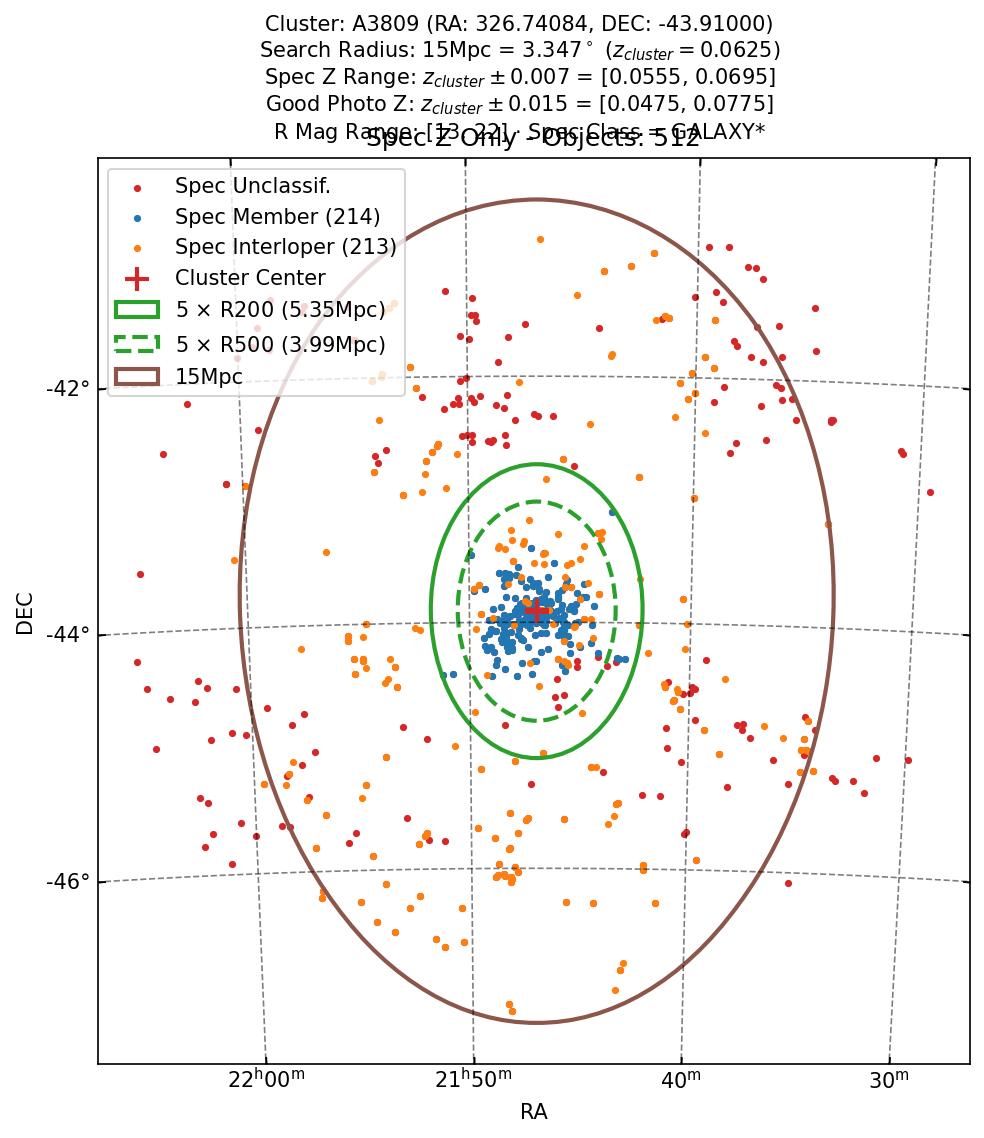 Cluster: A3809 (RA: 326.74084, DEC: -43.91000)
Search Radius: 15Mpc = 3.347° (z_cluster = 0.0625)
Spec Z Range: z_cluster ± 0.007 = [0.0555, 0.0695]
Good Photo Z: z_cluster ± 0.015 = [0.0475, 0.0775]
R Mag Range: [13, 22] · Spec Class = GALAXY*
Spec Z Only - Objects: 512
Spec Unclassif.
Spec Member (214)
Spec Interloper (213)
Cluster Center
5 × R200 (5.35Mpc)
5 × R500 (3.99Mpc)
15Mpc
-42°
-44°
-46°
DEC
22h00m
21h50m
40m
30m
RA